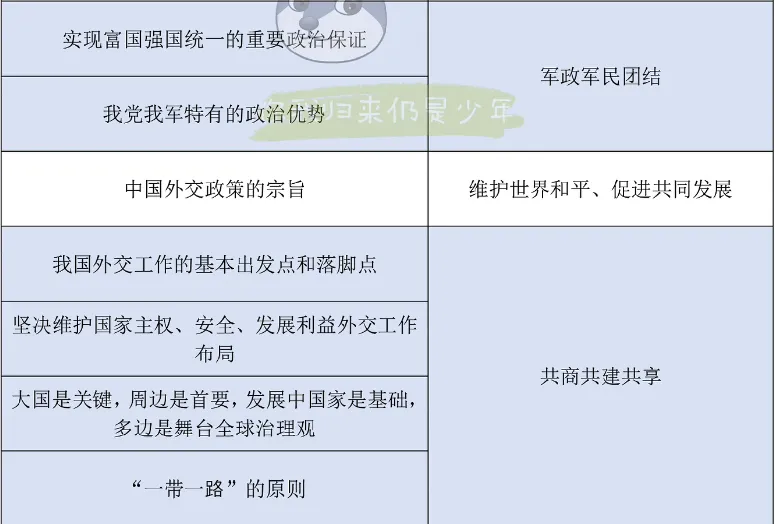 实现富国强国统一的重要政治保证
军政军民团结
我党我军特有的政治优势
归来仍是少年
中国外交政策的宗旨
维护世界和平、促进共同发展
我国外交工作的基本出发点和落脚点
坚决维护国家主权、安全、发展利益外交工作
布局
大国是关键，周边是首要，发展中国家是基础，
多边是舞台全球治理观
共商共建共享
“一带一路”的原则